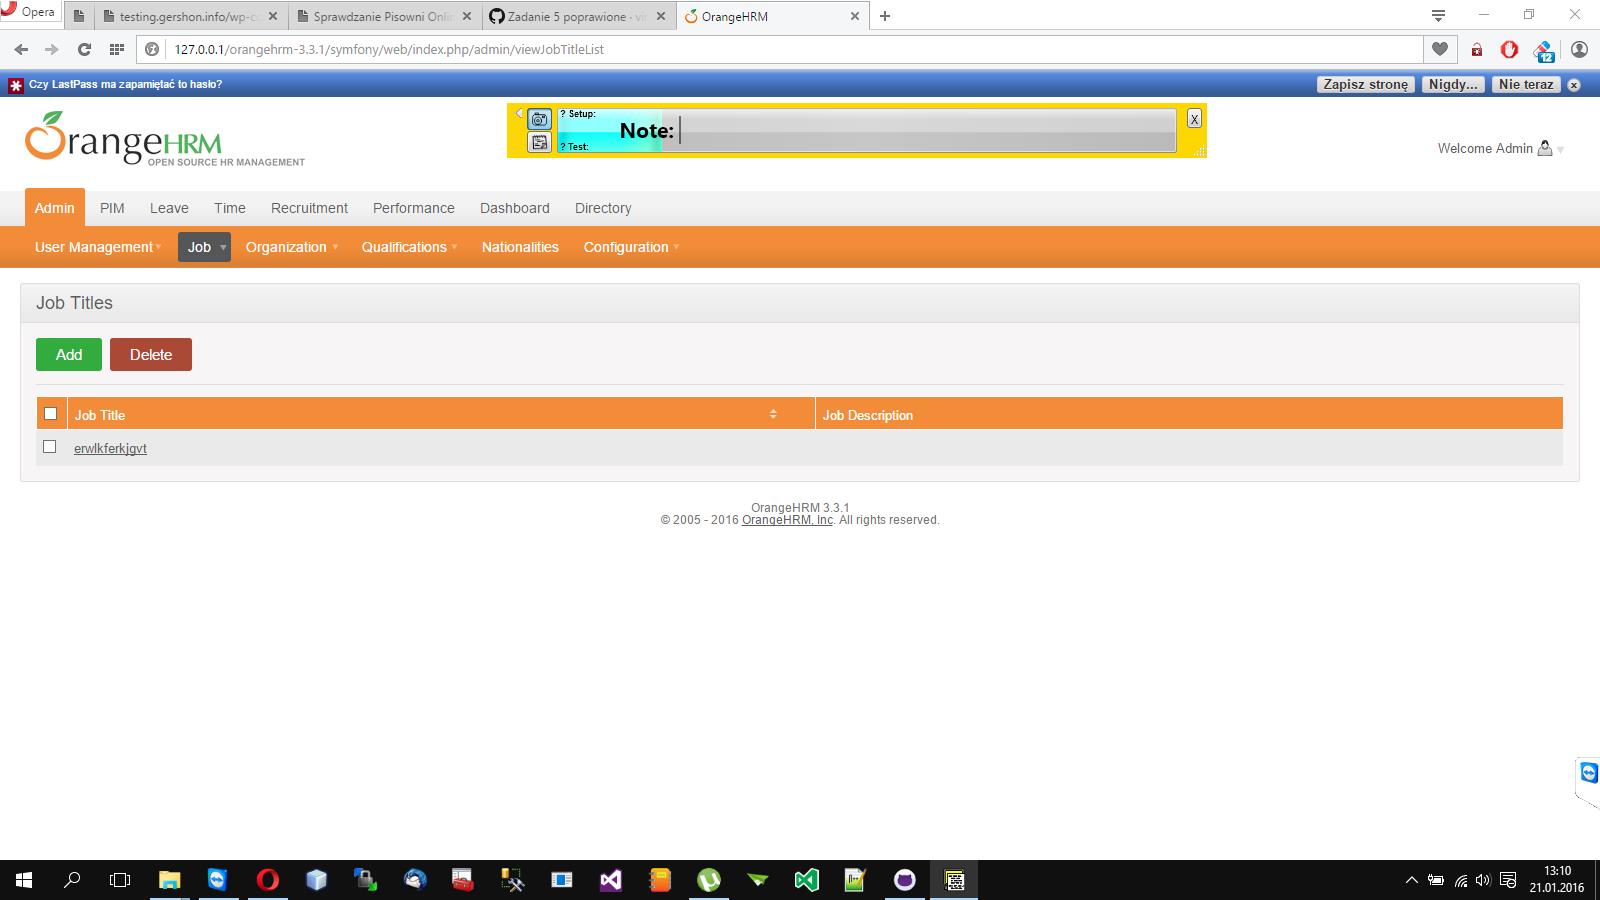 Opera
testing.gershon.info/wp-c
Sprawdzanie Pisowni Onli
Zadanie 5 poprawione · vi
OrangeHRM
127.0.0.1/orangehrm-3.3.1/symfony/web/index.php/admin/viewJobTitleList
12
Czy LastPass ma zapamiętać to hasło?
Zapisz stronę
Nigdy...
Nie teraz
OrangeHRM
OPEN SOURCE HR MANAGEMENT
? Setup:
Note:
? Test:
X
Welcome Admin
Admin
PIM
Leave
Time
Recruitment
Performance
Dashboard
Directory
User Management
Job
Organization
Qualifications
Nationalities
Configuration
Job Titles
Add
Delete
Job Title
Job Description
erwlkferkjgvt
OrangeHRM 3.3.1
© 2005 - 2016 OrangeHRM, Inc. All rights reserved.
13:10
21.01.2016